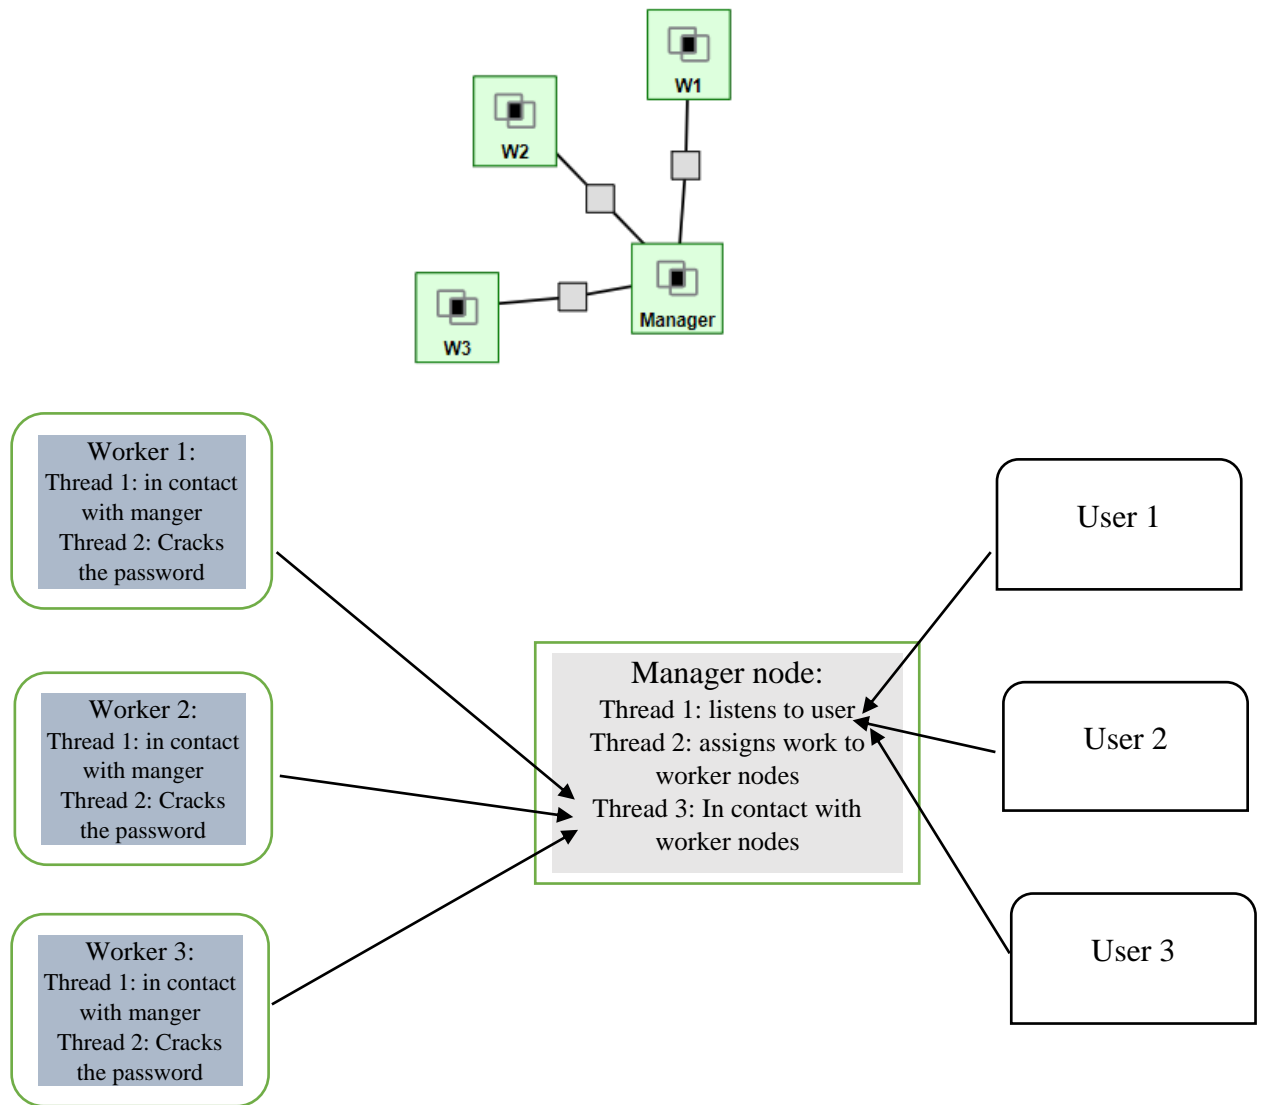 W1
W2
Manager
W3
Worker 1:
Thread 1: in contact
with manger
Thread 2: Cracks
the password
User 1
Manager node:
Thread 1: listens to user
Thread 2: assigns work to
worker nodes
Thread 3: In contact with
worker nodes
Worker 2:
Thread 1: in contact
with manger
Thread 2: Cracks
the password
User 2
Worker 3:
Thread 1: in contact
with manger
Thread 2: Cracks
the password
User 3